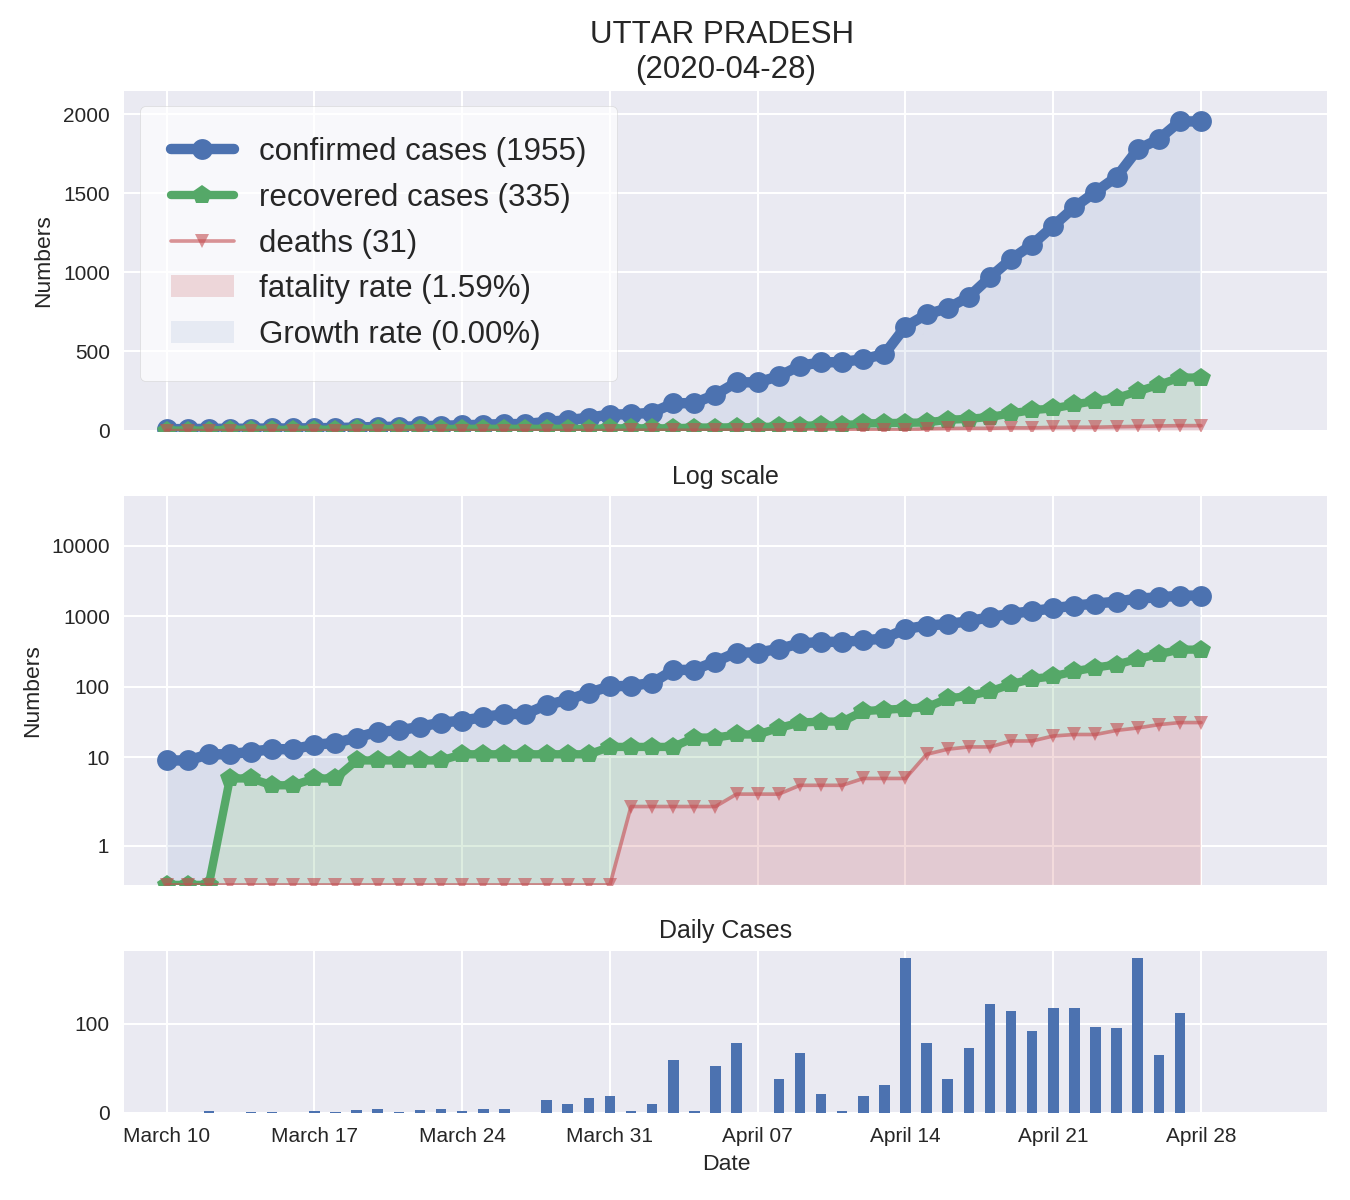 UTTAR PRADESH
(2020-04-28)
2000
1500
1000
500
0
Numbers
confirmed cases (1955)
recovered cases (335)
deaths (31)
fatality rate (1.59%)
Growth rate (0.00%)
Log scale
10000
1000
100
10
1
Numbers
Daily Cases
100
0
March 10 March 17 March 24 March 31 April 07 April 14 April 21 April 28
Date